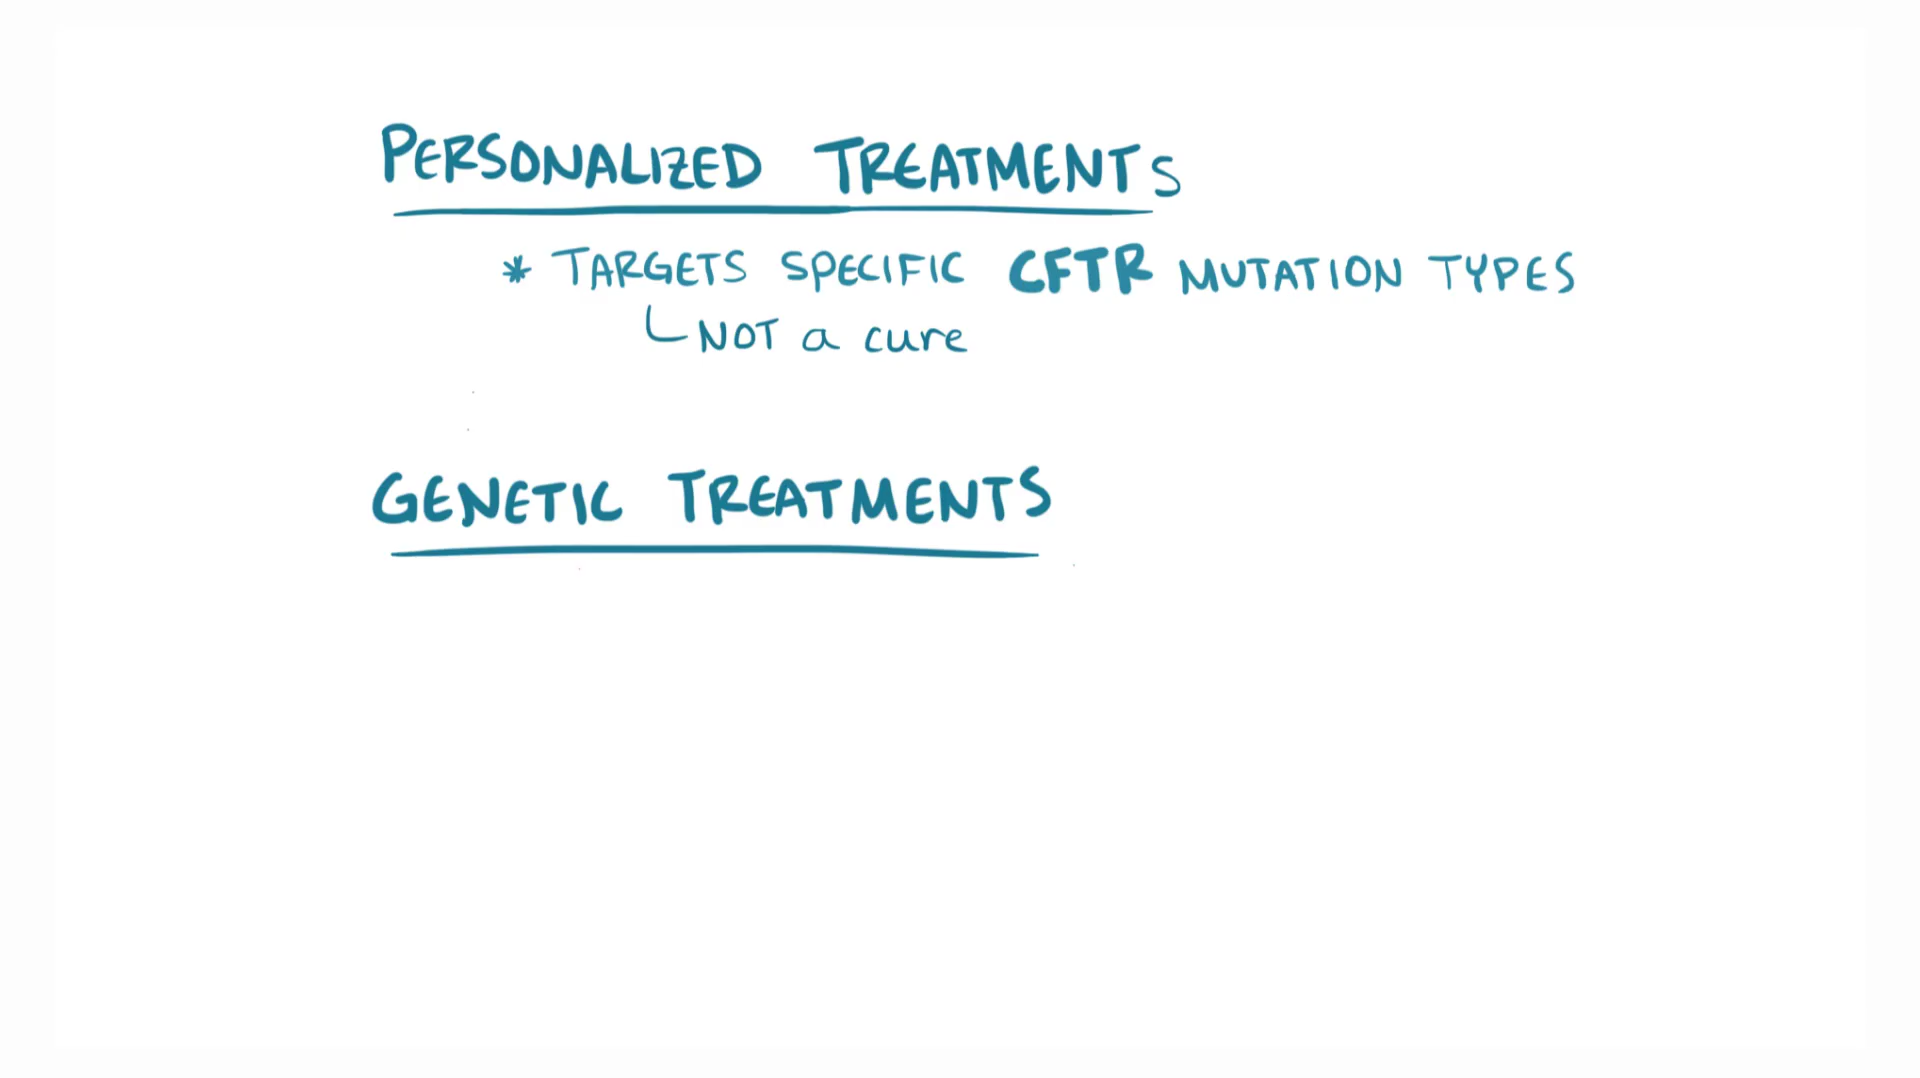 PERSONALIZED TREATMENTS
* TARGETS SPECIFIC CFTR MUTATION TYPES
NOT a cure
GENETIC TREATMENTS